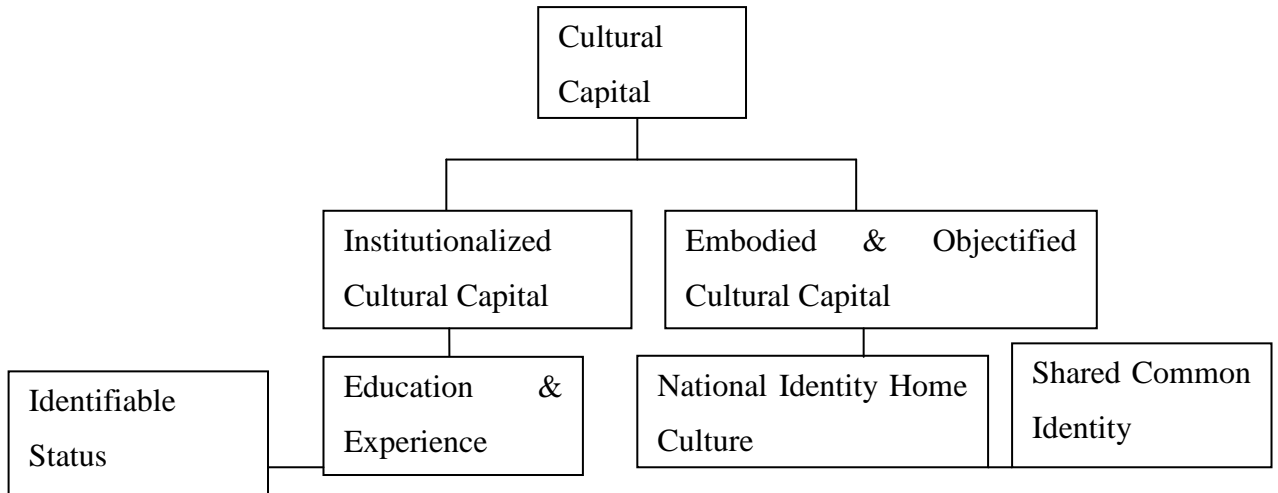 Cultural
Capital
Institutionalized
Cultural Capital
Embodied & Objectified
Cultural Capital
Identifiable
Status
Education &
Experience
National Identity Home
Culture
Shared Common
Identity